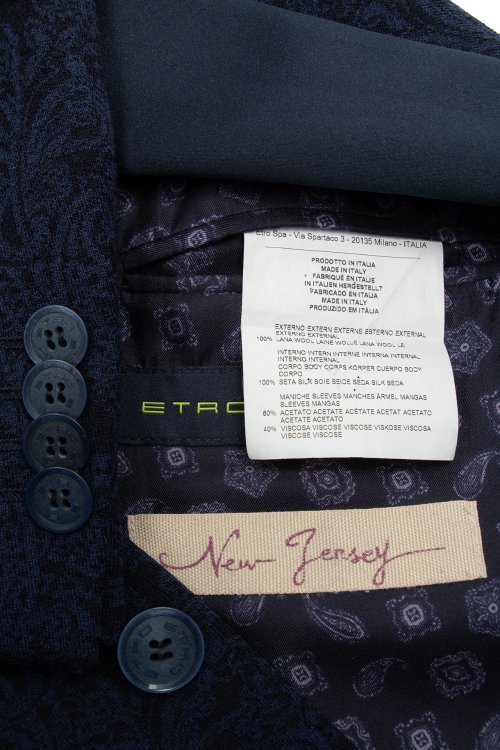 Etro Spa - Via Spartaco 3 - 20135 Milano - ITALIA
PRODOTTO IN ITALIA
MADE IN ITALY
FABRIQUÉ EN ITALIE
IN ITALIEN HERGESTELLT
FABRICADO EN ITALIA
MADE IN ITALY
PRODUZIDO EM ITÁLIA
EXTERNO EXTERN EXTERNE ESTERNO EXTERNAL
EXTERNO EXTERNAL
100% LANA WOOL LAINE WOLLE LANA WOOL LÃ
INTERNO INTERN INTERNE INTERNA INTERNAL
INTERNO INTERNAL
CORPO BODY CORPS KÖRPER CUERPO BODY
CORPO
100% SETA SILK SOIE SEIDE SEDA SILK SEDA
MANICHE SLEEVES MANCHES ÄRMEL MANGAS
SLEEVES MANGAS
60% ACETATO ACETATE ACÉTATE ACETAT ACETATO
ACETATE ACETATO
40% VISCOSA VISCOSE VISCOSE VISKOSE VISCOSA
VISCOSE VISCOSE
ETRO
New Jersey
ETRO